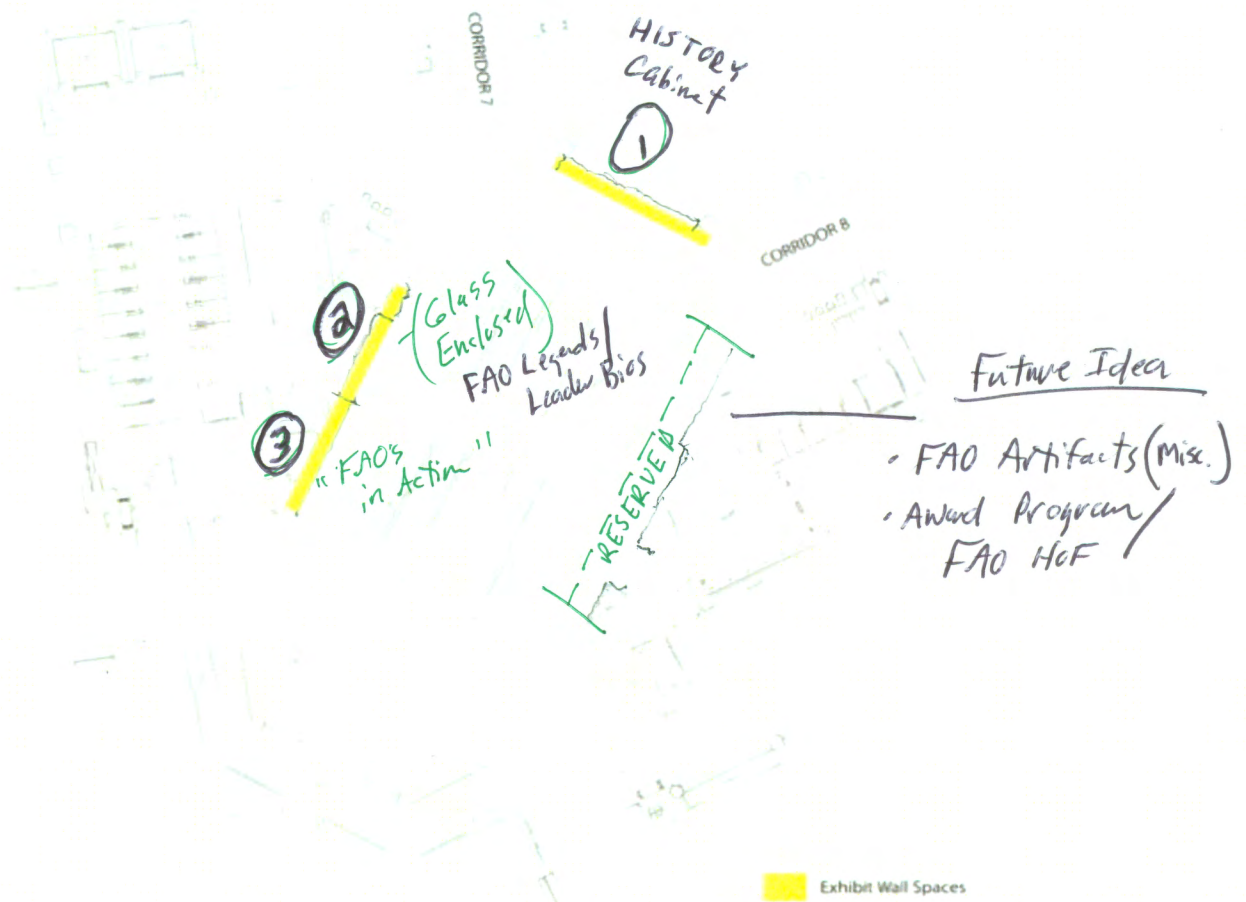 CORRIDOR 7
HISTORY
Cabinet
1
CORRIDOR 8
2
(Glass
Enclosed)
FAO Legends/
Leader Bios
3
"FAO's
in Action"
RESERVED
Future Idea
• FAO Artifacts (Misc.)
• Award Program/
FAO HoF
Exhibit Wall Spaces